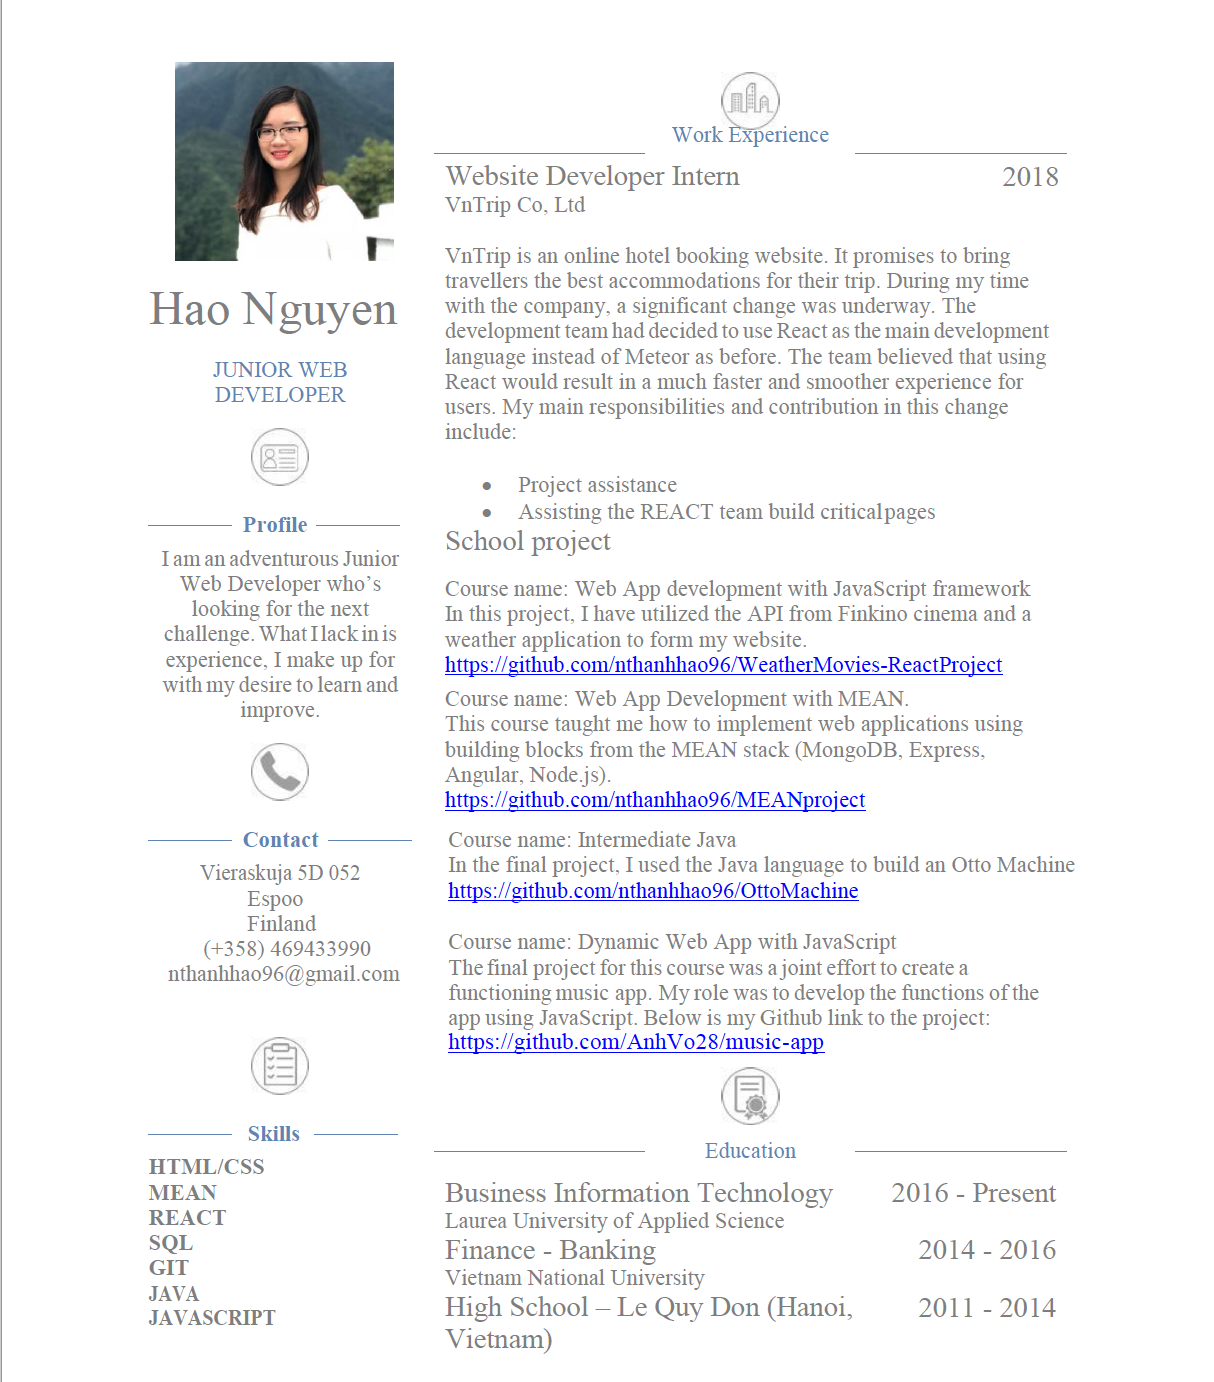 Hao Nguyen
JUNIOR WEB
DEVELOPER
Profile
I am an adventurous Junior
Web Developer who’s
looking for the next
challenge. What I lack in is
experience, I make up for
with my desire to learn and
improve.
Contact
Vieraskuja 5D 052
Espoo
Finland
(+358) 469433990
nthanhhao96@gmail.com
Skills
HTML/CSS
MEAN
REACT
SQL
GIT
JAVA
JAVASCRIPT
Work Experience
Website Developer Intern 2018
VnTrip Co, Ltd
VnTrip is an online hotel booking website. It promises to bring
travellers the best accommodations for their trip. During my time
with the company, a significant change was underway. The
development team had decided to use React as the main development
language instead of Meteor as before. The team believed that using
React would result in a much faster and smoother experience for
users. My main responsibilities and contribution in this change
include:
• Project assistance
• Assisting the REACT team build critical pages
School project
Course name: Web App development with JavaScript framework
In this project, I have utilized the API from Finkino cinema and a
weather application to form my website.
https://github.com/nthanhhao96/WeatherMovies-ReactProject
Course name: Web App Development with MEAN.
This course taught me how to implement web applications using
building blocks from the MEAN stack (MongoDB, Express,
Angular, Node.js).
https://github.com/nthanhhao96/MEANproject
Course name: Intermediate Java
In the final project, I used the Java language to build an Otto Machine
https://github.com/nthanhhao96/OttoMachine
Course name: Dynamic Web App with JavaScript
The final project for this course was a joint effort to create a
functioning music app. My role was to develop the functions of the
app using JavaScript. Below is my Github link to the project:
https://github.com/AnhVo28/music-app
Education
Business Information Technology 2016 - Present
Laurea University of Applied Science
Finance - Banking 2014 - 2016
Vietnam National University
High School – Le Quy Don (Hanoi, 2011 - 2014
Vietnam)